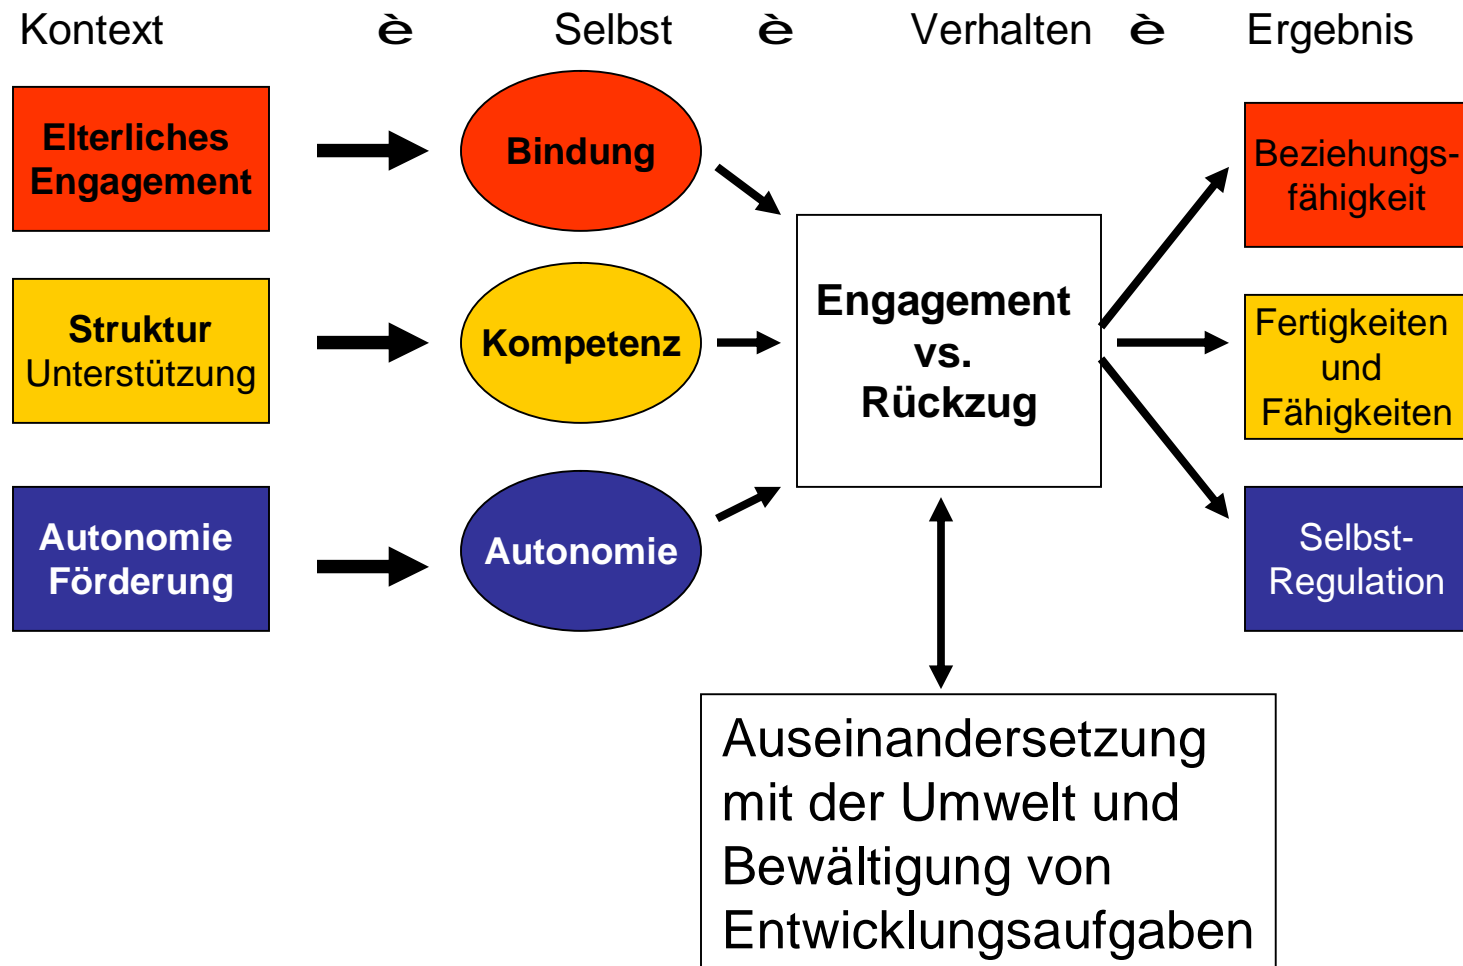 Kontext è Selbst è Verhalten è Ergebnis
Elterliches
Engagement
Bindung
Beziehungs-
fähigkeit
Struktur
Unterstützung
Kompetenz
Engagement
vs.
Rückzug
Fertigkeiten
und
Fähigkeiten
Autonomie
Förderung
Autonomie
Selbst-
Regulation
Auseinandersetzung
mit der Umwelt und
Bewältigung von
Entwicklungsaufgaben